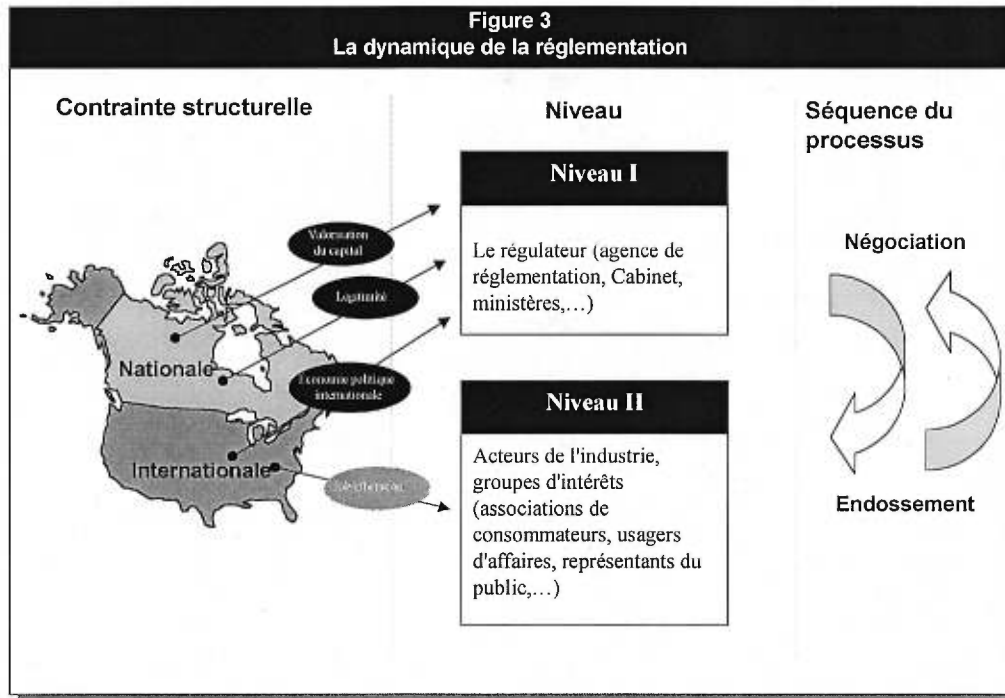 Figure 3
La dynamique de la réglementation
Contrainte structurelle
Niveau
Séquence du
processus
Valorisation
du capital
Légitimité
Économie politique
internationale
Nationale
Internationale
Niveau I
Le régulateur (agence de
réglementation, Cabinet,
ministères,…)
Niveau II
Acteurs de l'industrie,
groupes d'intérêts
(associations de
consommateurs, usagers
d'affaires, représentants du
public,…)
Négociation
Endossement